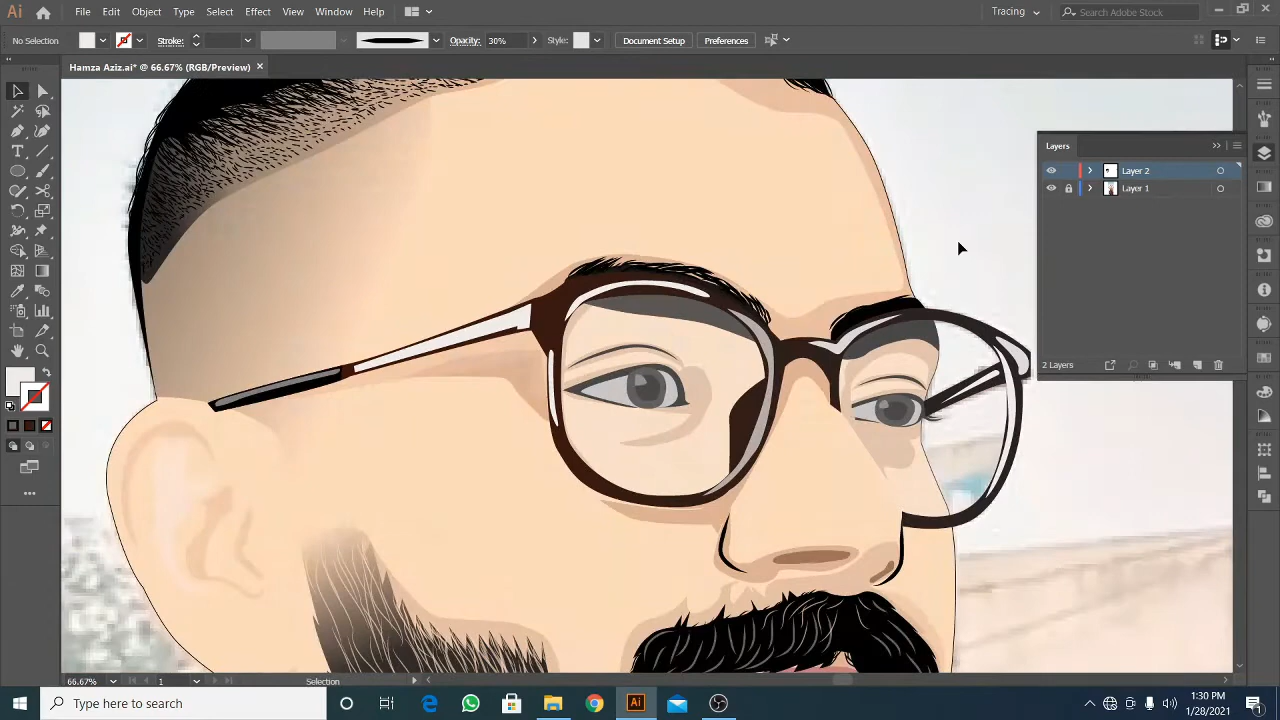 Ai File Edit Object Type Select Effect View Window Help Tracing Search Adobe Stock
No Selection Stroke: Opacity: 30% Style: Document Setup Preferences
Hamza Aziz.ai* @ 66.67% (RGB/Preview) ×
Layers
Layer 2
Layer 1
2 Layers
66.67% 1 Selection
Type here to search
Ai
1:30 PM
1/28/2021
1